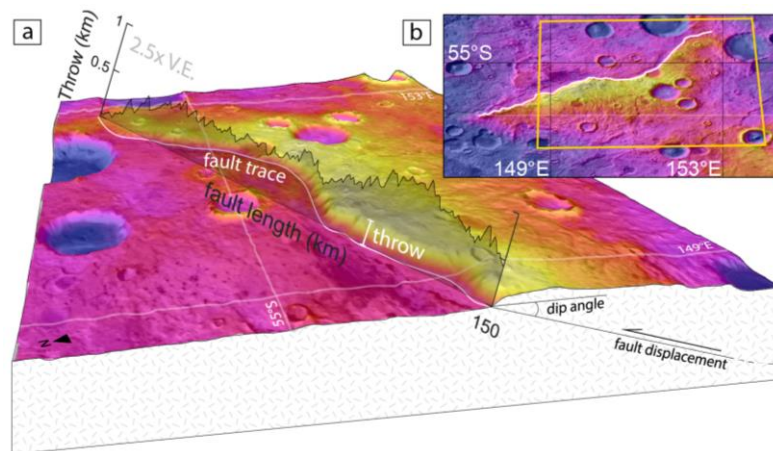 a
Throw (km)
1
0.5
2.5x V.E.
153°E
fault trace
fault length (km)
throw
149°E
55°S
N
150
dip angle
fault displacement
b
55°S
149°E
153°E